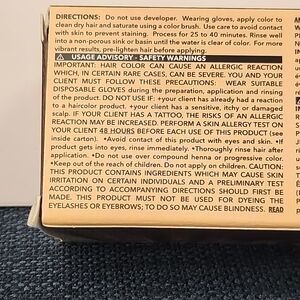 DIRECTIONS: Do not use developer. Wearing gloves, apply color to
clean dry hair and saturate using a color brush. Use care to avoid contact
with skin to prevent staining. Process for 25 to 40 minutes. Rinse well
into a non-porous sink or basin until the water is clear of color. For more
vibrant results, pre-lighten hair before applying.
USAGE ADVISORY - SAFETY WARNINGS
IMPORTANT: HAIR COLOR CAN CAUSE AN ALLERGIC REACTION
WHICH, IN CERTAIN RARE CASES, CAN BE SEVERE. YOU AND YOUR
CLIENT MUST FOLLOW THESE PRECAUTIONS: WEAR SUITABLE
DISPOSABLE GLOVES during the preparation, application and rinsing
of the product. DO NOT USE IF: •your client has already had a reaction
to a haircolor product •your client has a sensitive, itchy or damaged
scalp. IF YOUR CLIENT HAS A TATTOO, THE RISKS OF AN ALLERGIC
REACTION MAY BE INCREASED. PERFORM A SKIN ALLERGY TEST ON
YOUR CLIENT 48 HOURS BEFORE EACH USE OF THIS PRODUCT (see
inside carton). •Avoid contact of this product with eyes and skin. •If
product gets into eyes, rinse immediately. •Thoroughly rinse hair after
application. •Do not use over compound henna or progressive color.
•Keep out of the reach of children. Do not apply on children. CAUTION:
THIS PRODUCT CONTAINS INGREDIENTS WHICH MAY CAUSE SKIN
IRRITATION ON CERTAIN INDIVIDUALS AND A PRELIMINARY TEST
ACCORDING TO ACCOMPANYING DIRECTIONS SHOULD FIRST BE
MADE. THIS PRODUCT MUST NOT BE USED FOR DYEING THE
EYELASHES OR EYEBROWS; TO DO SO MAY CAUSE BLINDNESS. READ